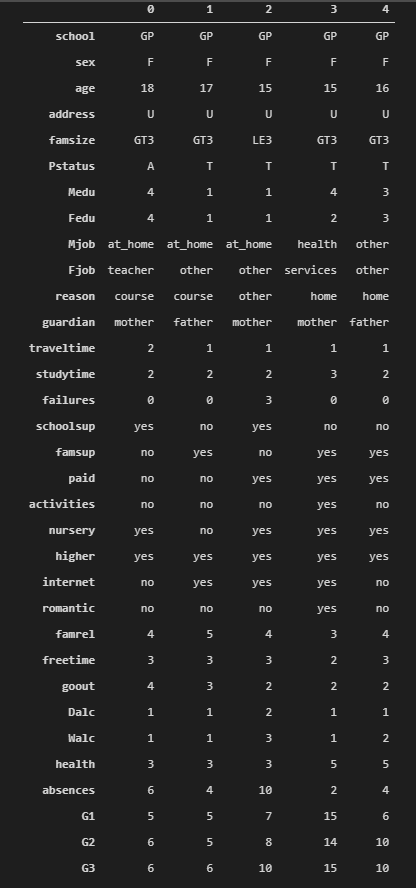 0 1 2 3 4
school GP GP GP GP GP
sex F F F F F
age 18 17 15 15 16
address U U U U U
famsize GT3 GT3 LE3 GT3 GT3
Pstatus A T T T T
Medu 4 1 1 4 3
Fedu 4 1 1 2 3
Mjob at_home at_home at_home health other
Fjob teacher other other services other
reason course course other home home
guardian mother father mother mother father
traveltime 2 1 1 1 1
studytime 2 2 2 3 2
failures 0 0 3 0 0
schoolsup yes no yes no no
famsup no yes no yes yes
paid no no yes yes yes
activities no no no yes no
nursery yes no yes yes yes
higher yes yes yes yes yes
internet no yes yes yes no
romantic no no no yes no
famrel 4 5 4 3 4
freetime 3 3 3 2 3
goout 4 3 2 2 2
Dalc 1 1 2 1 1
Walc 1 1 3 1 2
health 3 3 3 5 5
absences 6 4 10 2 4
G1 5 5 7 15 6
G2 6 5 8 14 10
G3 6 6 10 15 10